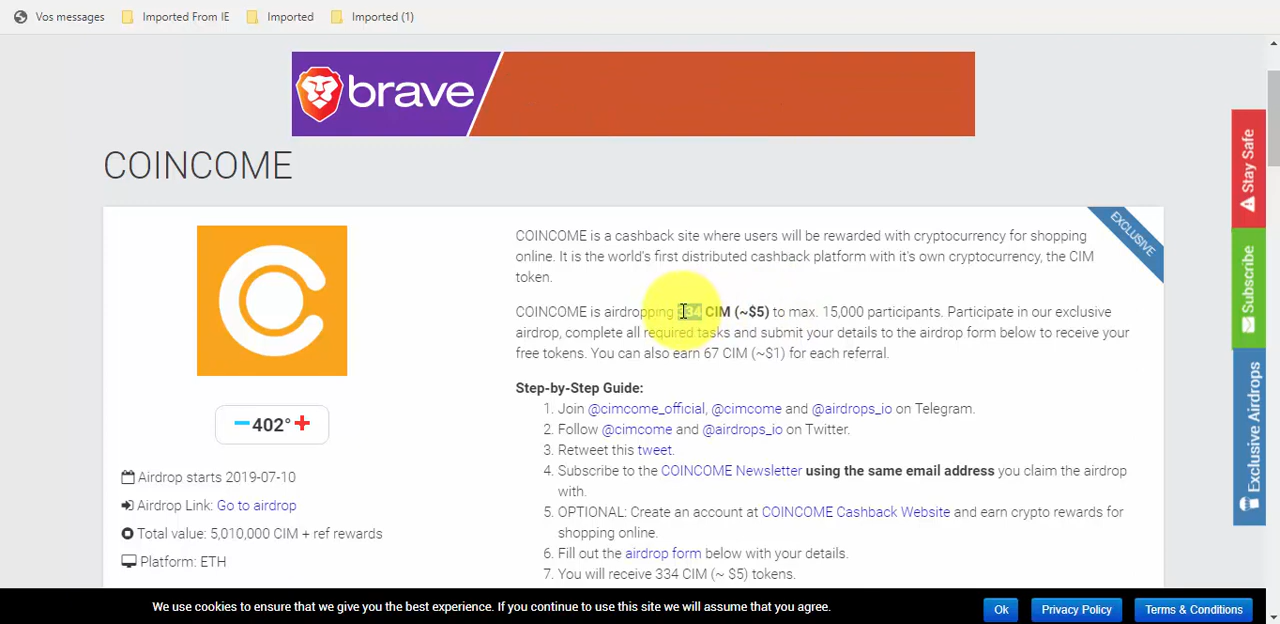 Vos messages Imported From IE Imported Imported (1)
brave
COINCOME
EXCLUSIVE
Stay Safe
Subscribe
Exclusive Airdrops
402°
Airdrop starts 2019-07-10
Airdrop Link: Go to airdrop
Total value: 5,010,000 CIM + ref rewards
Platform: ETH
COINCOME is a cashback site where users will be rewarded with cryptocurrency for shopping
online. It is the world's first distributed cashback platform with it's own cryptocurrency, the CIM
token.
COINCOME is airdropping 334 CIM (~$5) to max. 15,000 participants. Participate in our exclusive
airdrop, complete all required tasks and submit your details to the airdrop form below to receive your
free tokens. You can also earn 67 CIM (~$1) for each referral.
Step-by-Step Guide:
1. Join @cimcome_official, @cimcome and @airdrops_io on Telegram.
2. Follow @cimcome and @airdrops_io on Twitter.
3. Retweet this tweet.
4. Subscribe to the COINCOME Newsletter using the same email address you claim the airdrop
with.
5. OPTIONAL: Create an account at COINCOME Cashback Website and earn crypto rewards for
shopping online.
6. Fill out the airdrop form below with your details.
7. You will receive 334 CIM (~ $5) tokens.
We use cookies to ensure that we give you the best experience. If you continue to use this site we will assume that you agree. Ok Privacy Policy Terms & Conditions